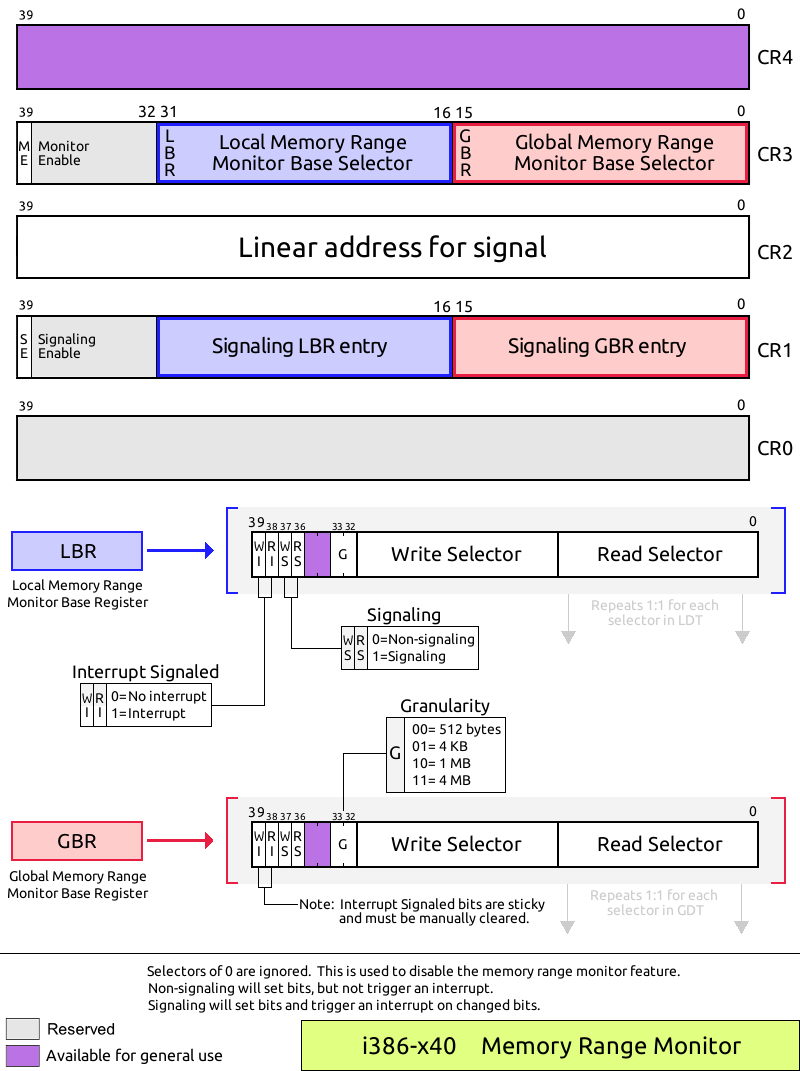 39 0
CR4
39 32 31 16 15 0
M E Monitor Enable
L B R Local Memory Range Monitor Base Selector
G B R Global Memory Range Monitor Base Selector
CR3
39 0
Linear address for signal
CR2
39 16 15 0
S E Signaling Enable
Signaling LBR entry
Signaling GBR entry
CR1
39 0
CR0
LBR
Local Memory Range
Monitor Base Register
39 38 37 36 33 32 0
W I R I W S R S G Write Selector Read Selector
Repeats 1:1 for each
selector in LDT
Signaling
W S R S 0=Non-signaling
1=Signaling
Interrupt Signaled
W I R I 0=No interrupt
1=Interrupt
Granularity
G
00= 512 bytes
01= 4 KB
10= 1 MB
11= 4 MB
GBR
Global Memory Range
Monitor Base Register
39 38 37 36 33 32 0
W I R I W S R S G Write Selector Read Selector
Repeats 1:1 for each
selector in GDT
Note: Interrupt Signaled bits are sticky
and must be manually cleared.
Selectors of 0 are ignored. This is used to disable the memory range monitor feature.
Non-signaling will set bits, but not trigger an interrupt.
Signaling will set bits and trigger an interrupt on changed bits.
Reserved
Available for general use
i386-x40 Memory Range Monitor